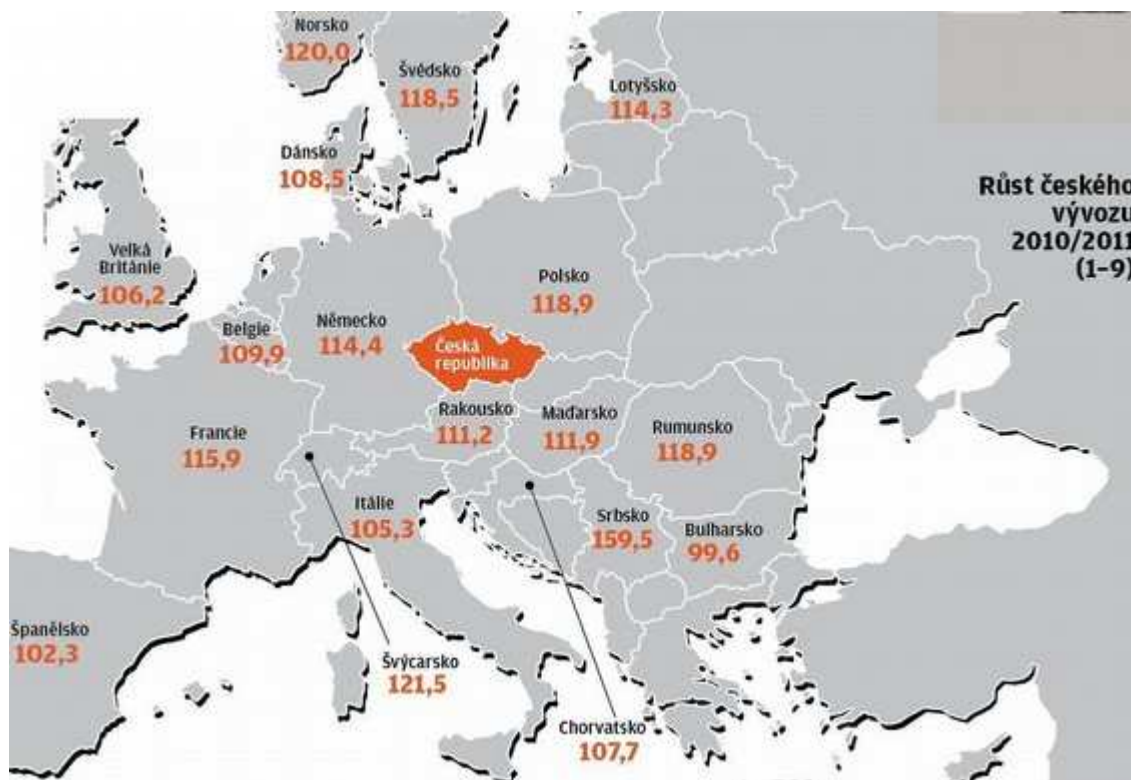 Norsko
120,0
Švédsko
118,5
Lotyšsko
114,3
Dánsko
108,5
Růst českého
vývozu
2010/2011
(1–9)
Velká
Británie
106,2
Polsko
118,9
Belgie
109,9
Německo
114,4
Česká
republika
Rakousko
111,2
Maďarsko
111,9
Rumunsko
118,9
Francie
115,9
Itálie
105,3
Srbsko
159,5
Bulharsko
99,6
Španělsko
102,3
Švýcarsko
121,5
Chorvatsko
107,7